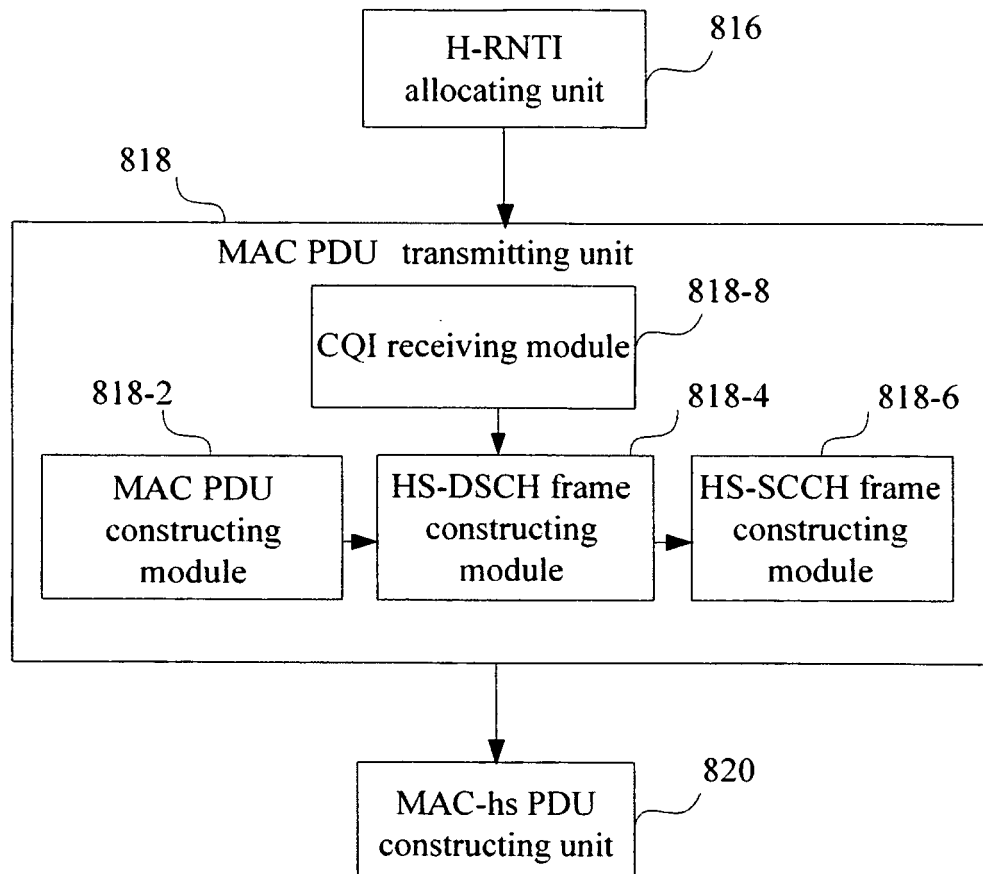 816
H-RNTI
allocating unit
818
MAC PDU transmitting unit
818-8
CQI receiving module
818-2
818-4
818-6
MAC PDU
constructing
module
HS-DSCH frame
constructing
module
HS-SCCH frame
constructing
module
820
MAC-hs PDU
constructing unit